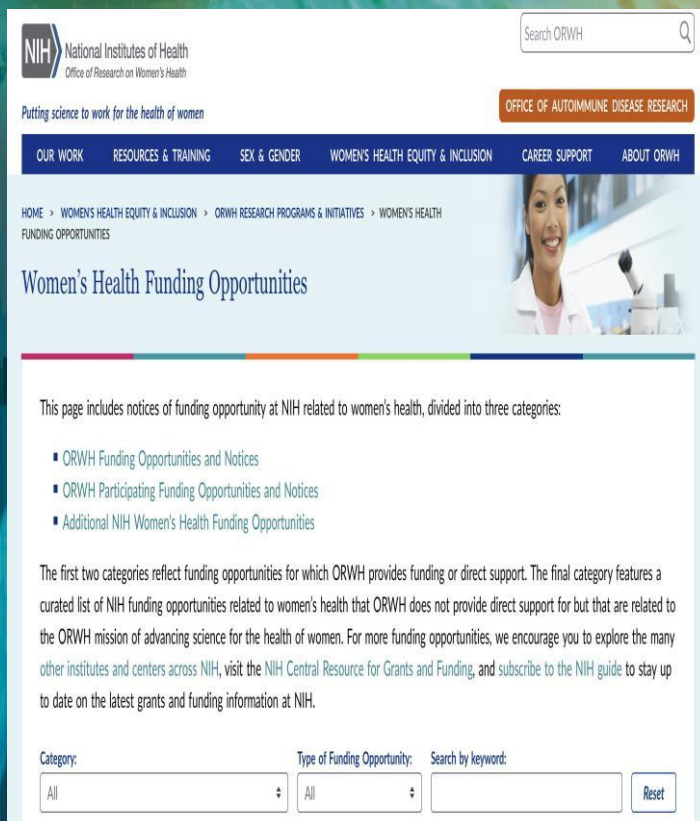 NIH National Institutes of Health
Office of Research on Women's Health
Search ORWH
Putting science to work for the health of women
OFFICE OF AUTOIMMUNE DISEASE RESEARCH
OUR WORK RESOURCES & TRAINING SEX & GENDER WOMEN'S HEALTH EQUITY & INCLUSION CAREER SUPPORT ABOUT ORWH
HOME > WOMEN'S HEALTH EQUITY & INCLUSION > ORWH RESEARCH PROGRAMS & INITIATIVES > WOMEN'S HEALTH
FUNDING OPPORTUNITIES
Women's Health Funding Opportunities
This page includes notices of funding opportunity at NIH related to women's health, divided into three categories:
ORWH Funding Opportunities and Notices
ORWH Participating Funding Opportunities and Notices
Additional NIH Women's Health Funding Opportunities
The first two categories reflect funding opportunities for which ORWH provides funding or direct support. The final category features a
curated list of NIH funding opportunities related to women's health that ORWH does not provide direct support for but that are related to
the ORWH mission of advancing science for the health of women. For more funding opportunities, we encourage you to explore the many
other institutes and centers across NIH, visit the NIH Central Resource for Grants and Funding, and subscribe to the NIH guide to stay up
to date on the latest grants and funding information at NIH.
Category: Type of Funding Opportunity: Search by keyword:
All All Reset